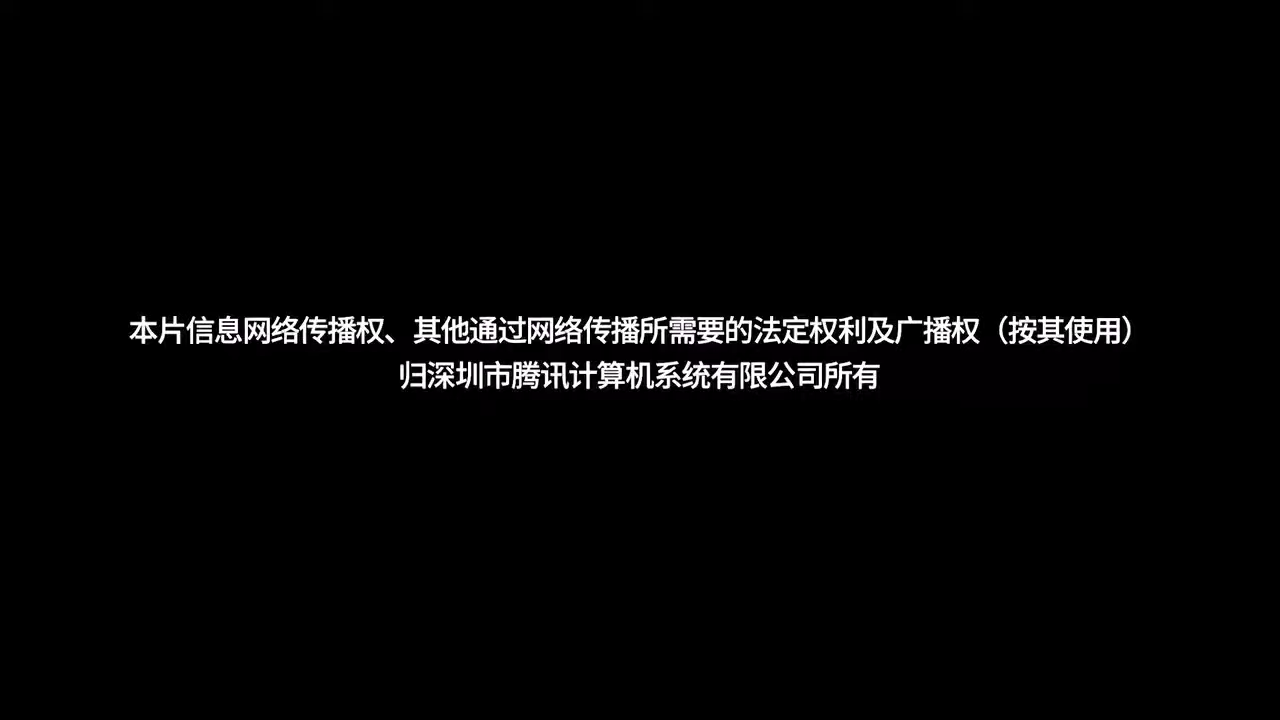 本片信息网络传播权、其他通过网络传播所需要的法定权利及广播权（按其使用）
归深圳市腾讯计算机系统有限公司所有